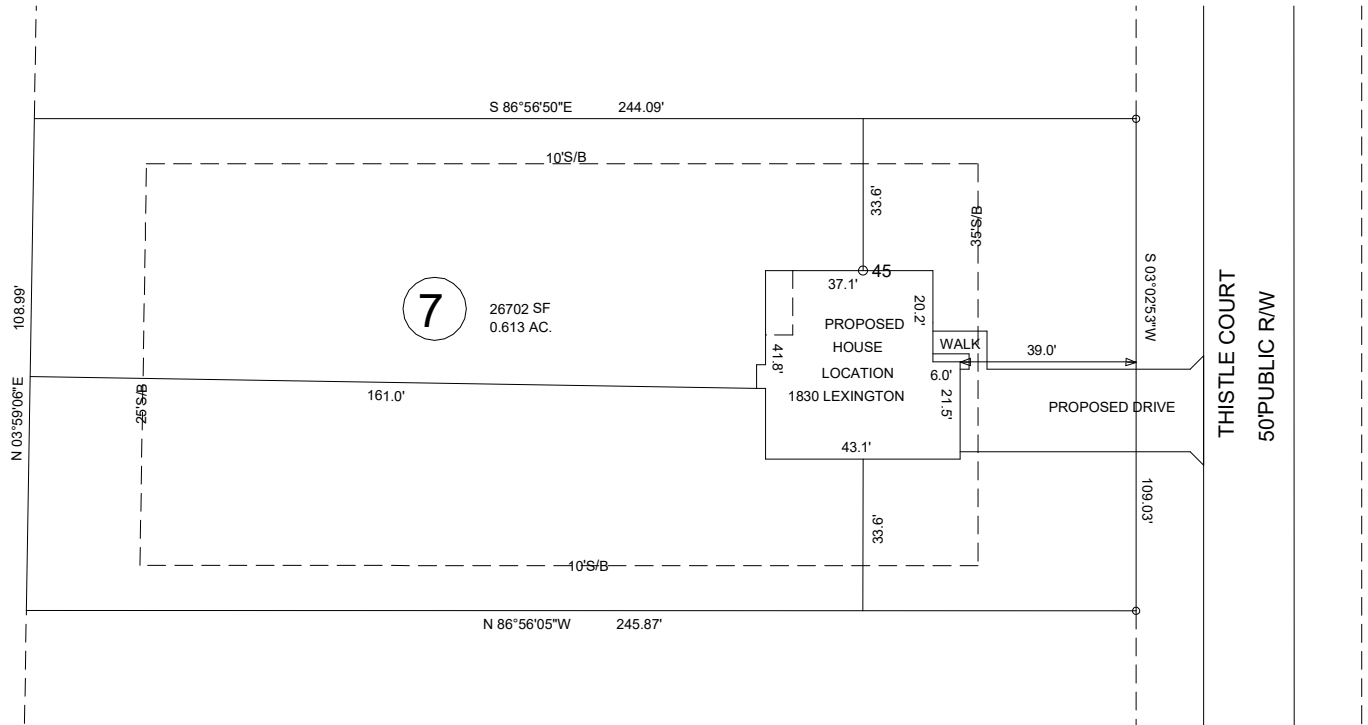 S 86°56'50"E 244.09'
10'S/B
33.6'
35'S/B
45
37.1'
20.2'
7
26702 SF
0.613 AC.
PROPOSED
HOUSE
LOCATION
1830 LEXINGTON
WALK
39.0'
6.0'
41.8'
21.5'
43.1'
PROPOSED DRIVE
S 03°02'53"W
109.03'
THISTLE COURT
50'PUBLIC R/W
108.99'
N 03°59'06"E
25'S/B
161.0'
33.6'
10'S/B
N 86°56'05"W 245.87'